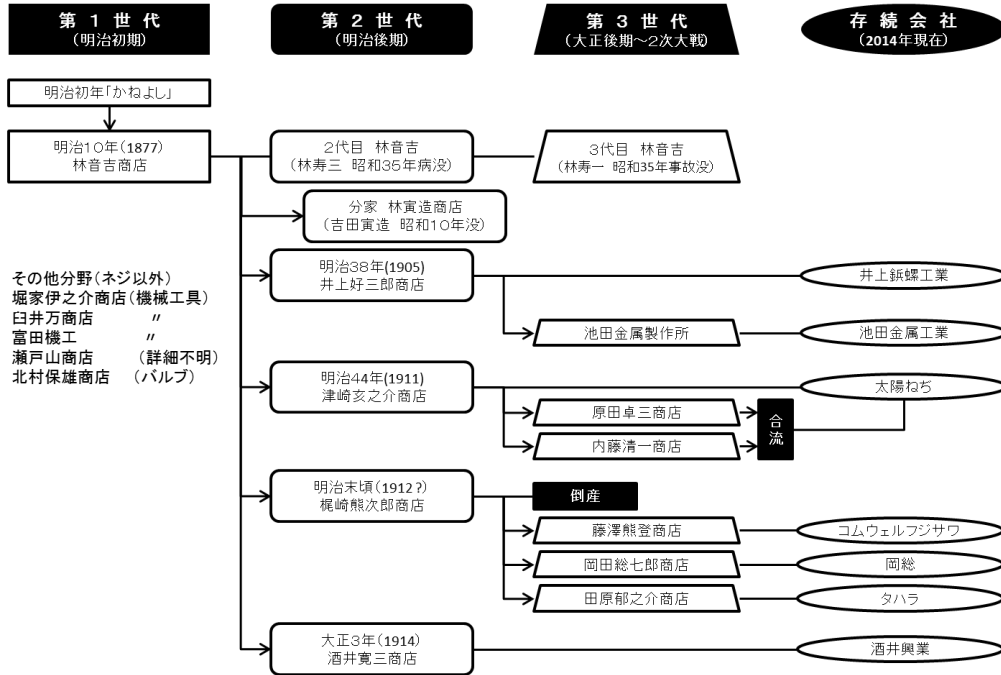 第１世代
(明治初期)
第２世代
(明治後期)
第３世代
(大正後期～2次大戦)
存続会社
(2014年現在)
明治初年「かねよし」
明治１０年(1877)
林音吉商店
２代目 林音吉
(林寿三 昭和35年病没)
３代目 林音吉
(林寿一 昭和35年事故没)
分家 林寅造商店
(吉田寅造 昭和１０年没)
明治38年(1905)
井上好三郎商店
井上鋲螺工業
池田金属製作所
池田金属工業
その他分野(ネジ以外)
堀家伊之介商店(機械工具)
臼井万商店 〃
富田機工 〃
瀬戸山商店 (詳細不明)
北村保雄商店 (バルブ)
明治44年(1911)
津崎亥之介商店
太陽ねぢ
原田卓三商店
内藤清一商店
合流
明治末頃(1912？)
梶崎熊次郎商店
倒産
藤澤熊登商店
コムウェルフジサワ
岡田総七郎商店
岡総
田原郁之介商店
タハラ
大正3年(1914)
酒井寛三商店
酒井興業